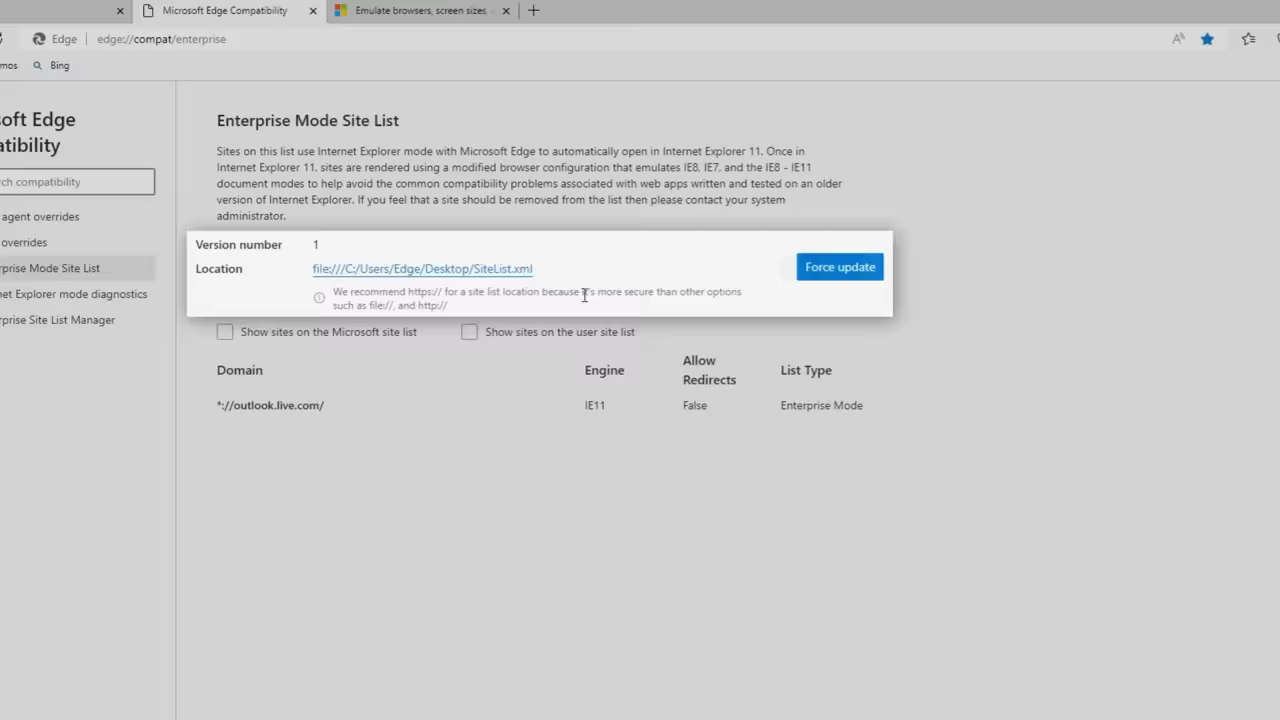 Microsoft Edge Compatibility
Emulate browsers, screen sizes,
Edge
edge://compat/enterprise
Bing
Edge
Enterprise Mode Site List
Sites on this list use Internet Explorer mode with Microsoft Edge to automatically open in Internet Explorer 11. Once in
Internet Explorer 11, sites are rendered using a modified browser configuration that emulates IE8, IE7, and the IE8 - IE11
document modes to help avoid the common compatibility problems associated with web apps written and tested on an older
version of Internet Explorer. If you feel that a site should be removed from the list then please contact your system
administrator.
compatibility
agent overrides
overrides
Mode Site List
Explorer mode diagnostics
Site List Manager
Version number 1
Location file:///C:/Users/Edge/Desktop/SiteList.xml
Force update
We recommend https:// for a site list location because it's more secure than other options
such as file://, and http://
Show sites on the Microsoft site list Show sites on the user site list
Domain Engine Allow Redirects List Type
*://outlook.live.com/ IE11 False Enterprise Mode